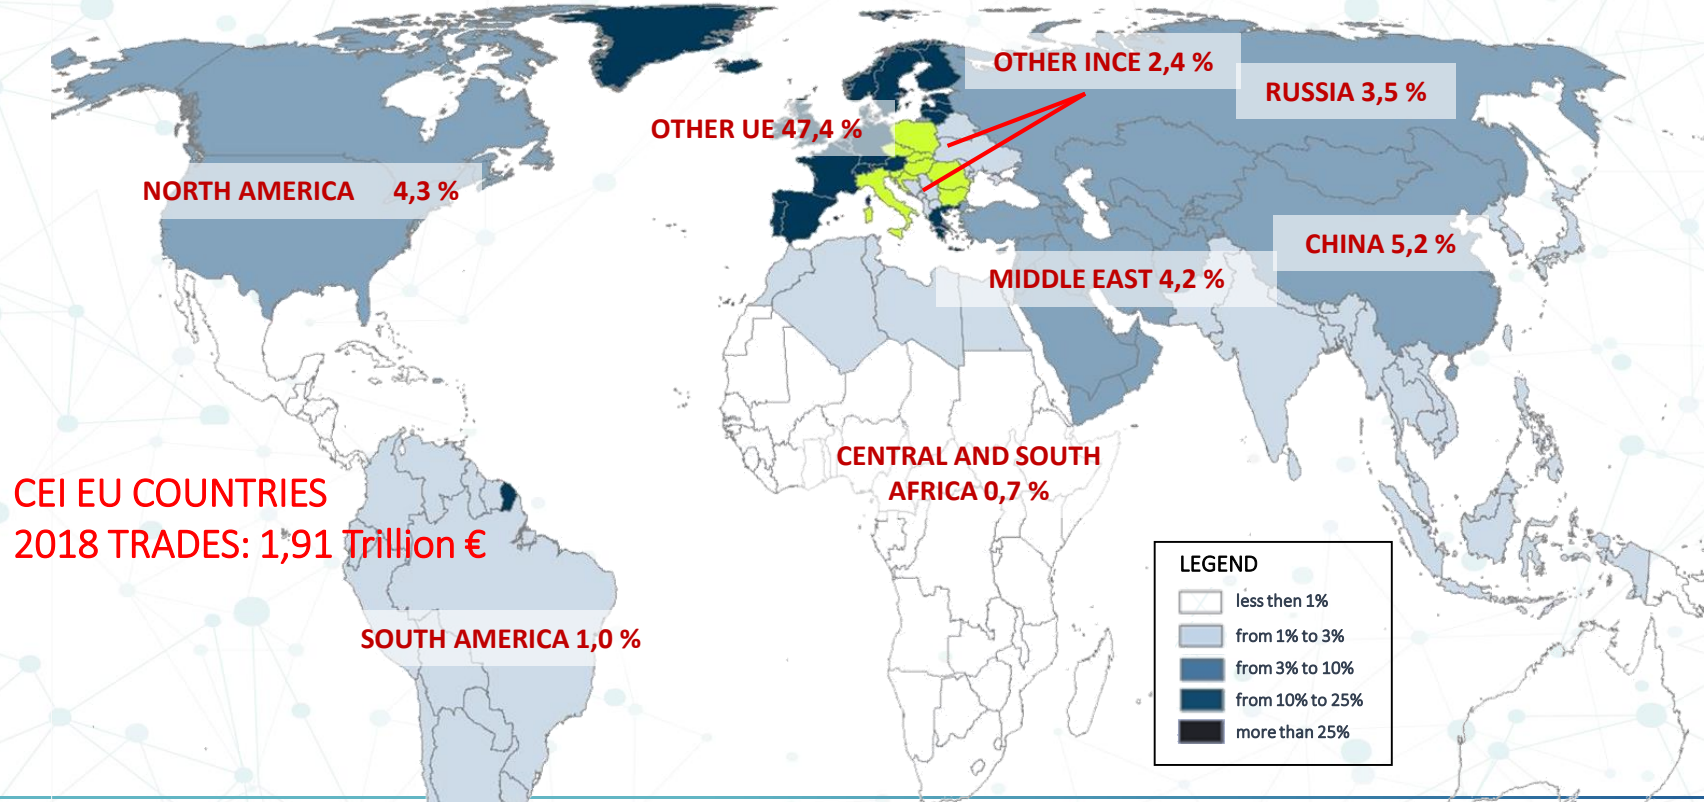 OTHER INCE 2,4 %
RUSSIA 3,5 %
OTHER UE 47,4 %
NORTH AMERICA 4,3 %
CHINA 5,2 %
MIDDLE EAST 4,2 %
CENTRAL AND SOUTH
AFRICA 0,7 %
CEI EU COUNTRIES
2018 TRADES: 1,91 Trillion €
SOUTH AMERICA 1,0 %
LEGEND
less then 1%
from 1% to 3%
from 3% to 10%
from 10% to 25%
more than 25%